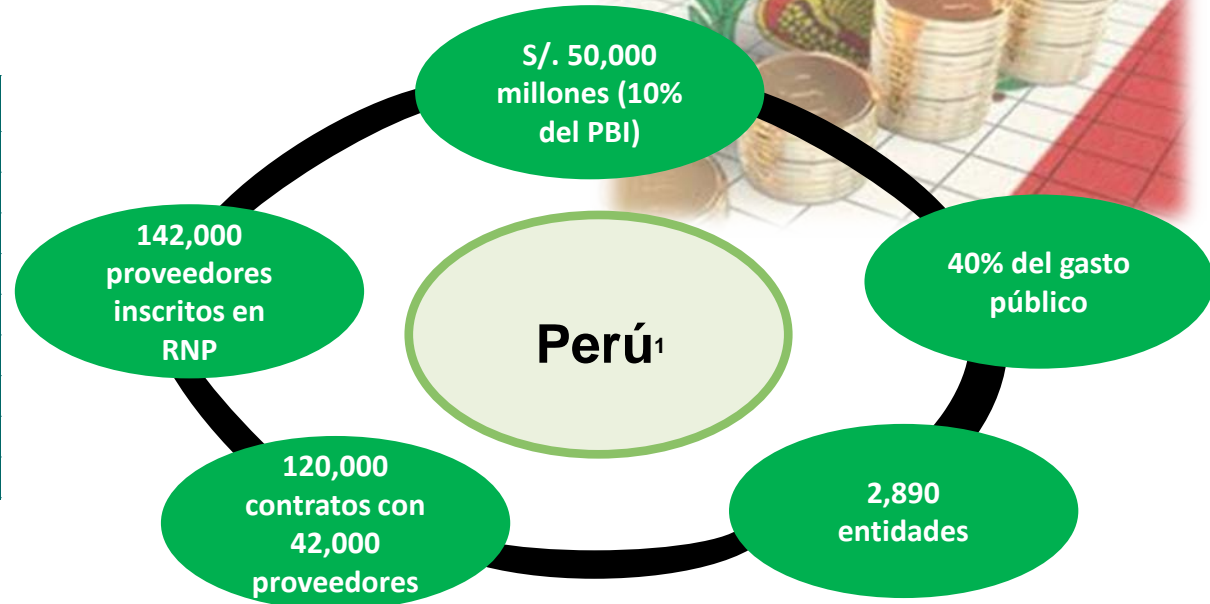 S/. 50,000
millones (10%
del PBI)
142,000
proveedores
inscritos en
RNP
40% del gasto
público
Perú¹
120,000
contratos con
42,000
proveedores
2,890
entidades